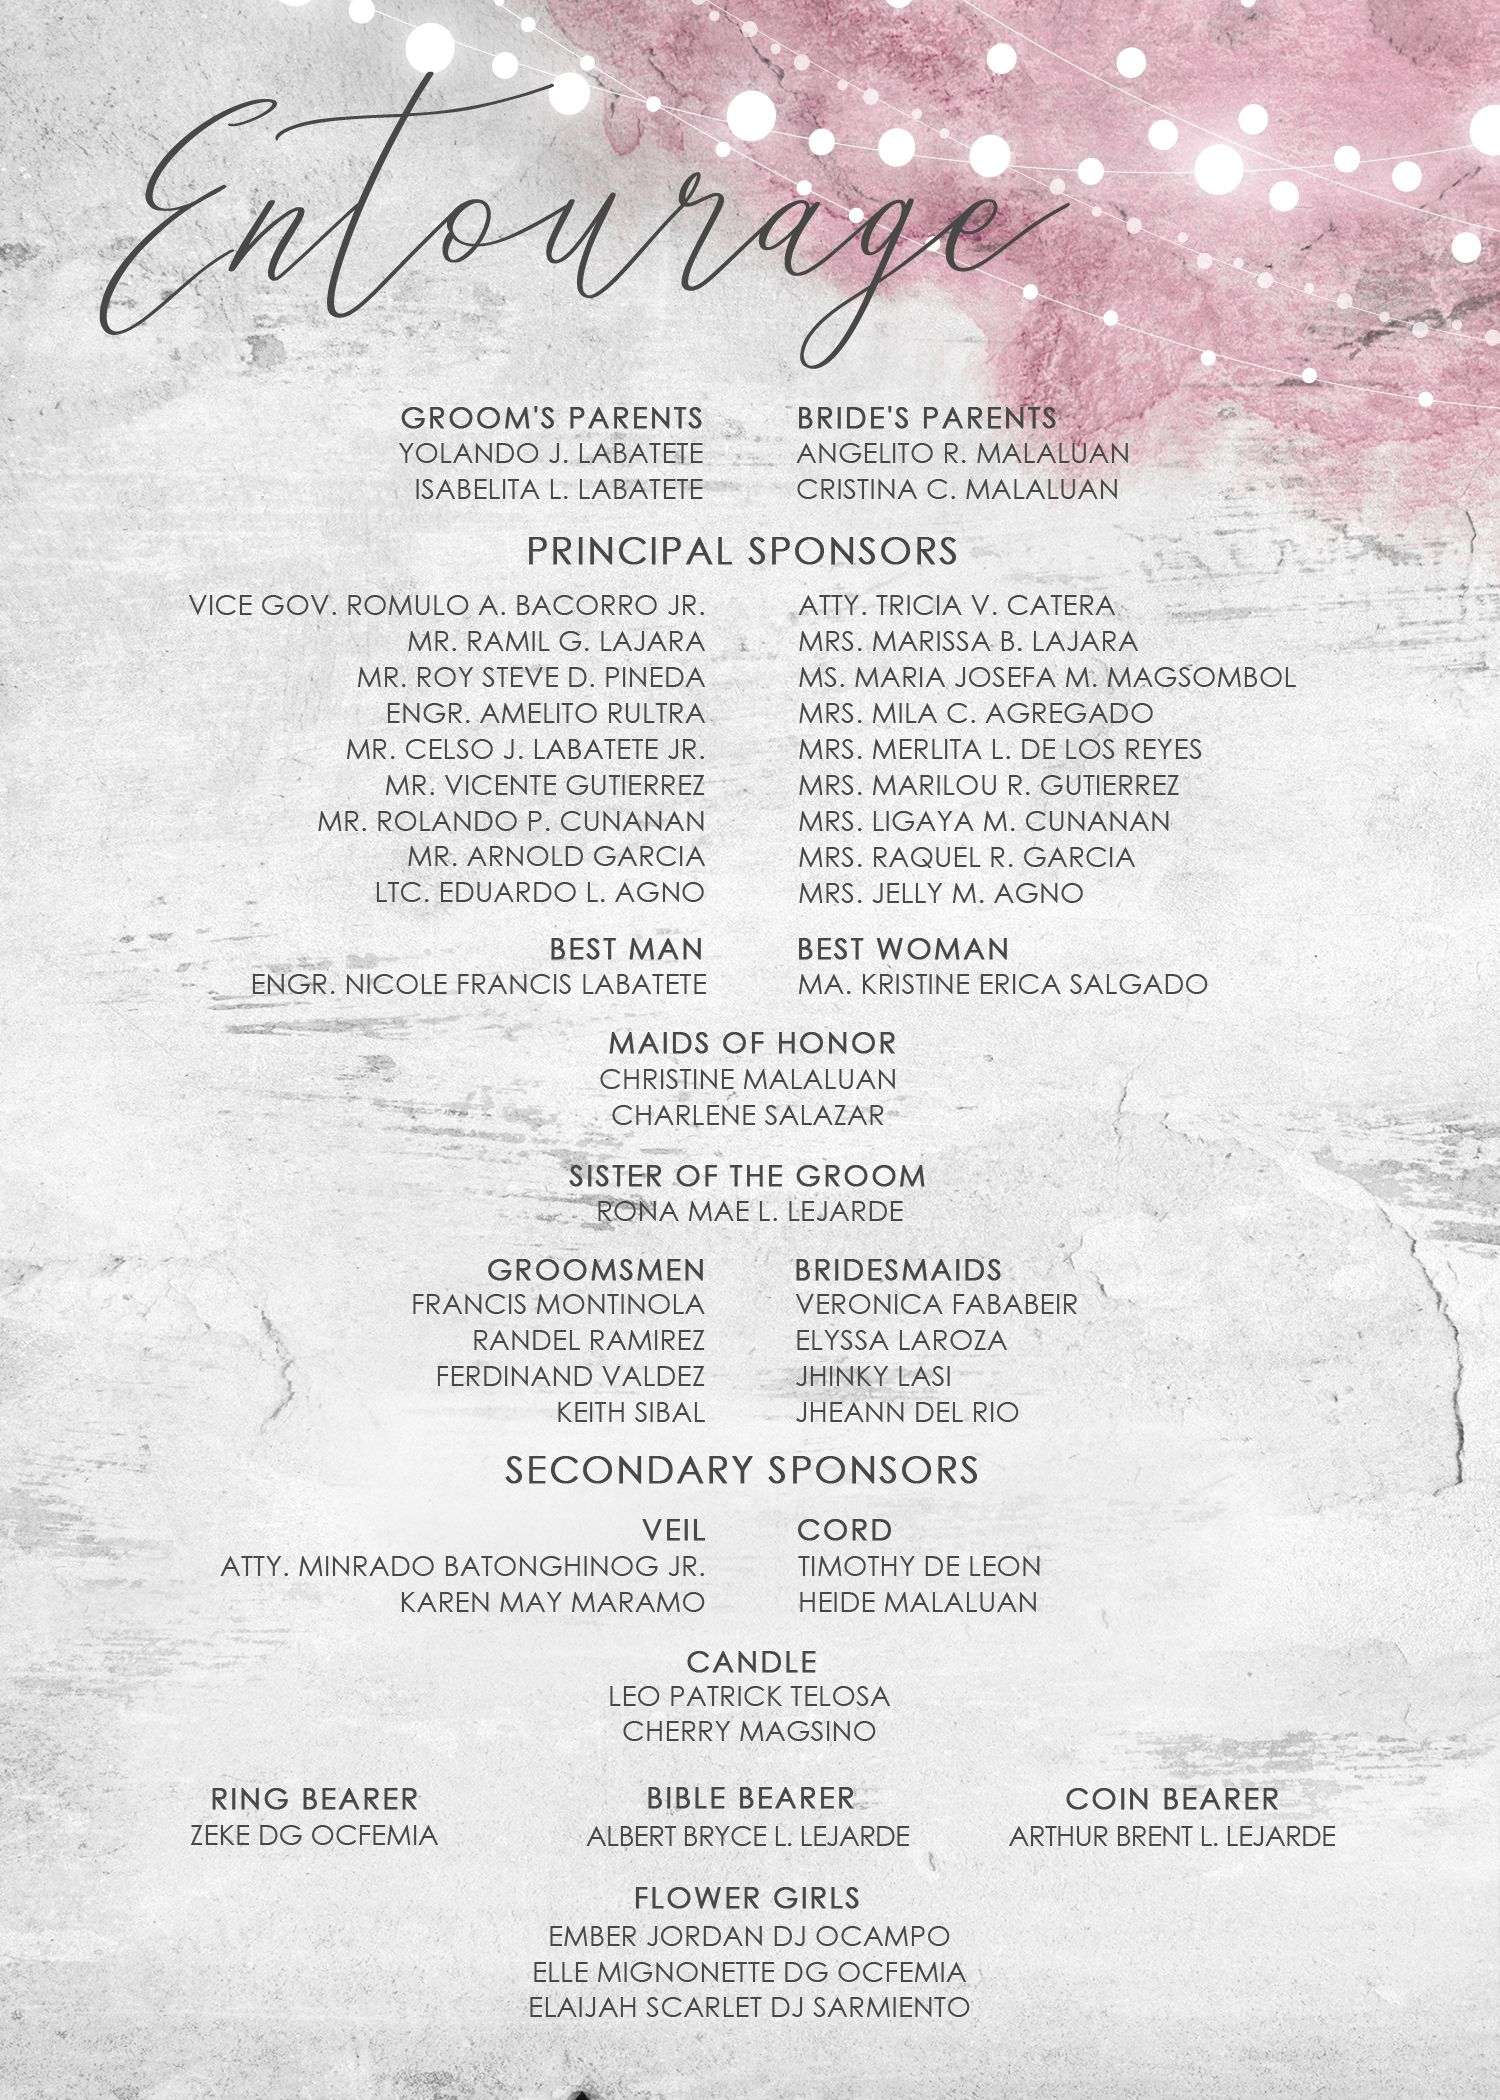 Entourage
GROOM'S PARENTS
YOLANDO J. LABATETE
ISABELITA L. LABATETE
BRIDE'S PARENTS
ANGELITO R. MALALUAN
CRISTINA C. MALALUAN
PRINCIPAL SPONSORS
VICE GOV. ROMULO A. BACORRO JR.
MR. RAMIL G. LAJARA
MR. ROY STEVE D. PINEDA
ENGR. AMELITO RULTRA
MR. CELSO J. LABATETE JR.
MR. VICENTE GUTIERREZ
MR. ROLANDO P. CUNANAN
MR. ARNOLD GARCIA
LTC. EDUARDO L. AGNO
ATTY. TRICIA V. CATERA
MRS. MARISSA B. LAJARA
MS. MARIA JOSEFA M. MAGSOMBOL
MRS. MILA C. AGREGADO
MRS. MERLITA L. DE LOS REYES
MRS. MARILOU R. GUTIERREZ
MRS. LIGAYA M. CUNANAN
MRS. RAQUEL R. GARCIA
MRS. JELLY M. AGNO
BEST MAN
ENGR. NICOLE FRANCIS LABATETE
BEST WOMAN
MA. KRISTINE ERICA SALGADO
MAIDS OF HONOR
CHRISTINE MALALUAN
CHARLENE SALAZAR
SISTER OF THE GROOM
RONA MAE L. LEJARDE
GROOMSMEN
FRANCIS MONTINOLA
RANDEL RAMIREZ
FERDINAND VALDEZ
KEITH SIBAL
BRIDESMAIDS
VERONICA FABABEIR
ELYSSA LAROZA
JHINKY LASI
JHEANN DEL RIO
SECONDARY SPONSORS
VEIL
ATTY. MINRADO BATONGHINOG JR.
KAREN MAY MARAMO
CORD
TIMOTHY DE LEON
HEIDE MALALUAN
CANDLE
LEO PATRICK TELOSA
CHERRY MAGSINO
RING BEARER
ZEKE DG OCFEMIA
BIBLE BEARER
ALBERT BRYCE L. LEJARDE
COIN BEARER
ARTHUR BRENT L. LEJARDE
FLOWER GIRLS
EMBER JORDAN DJ OCAMPO
ELLE MIGNONETTE DG OCFEMIA
ELAIJAH SCARLET DJ SARMIENTO